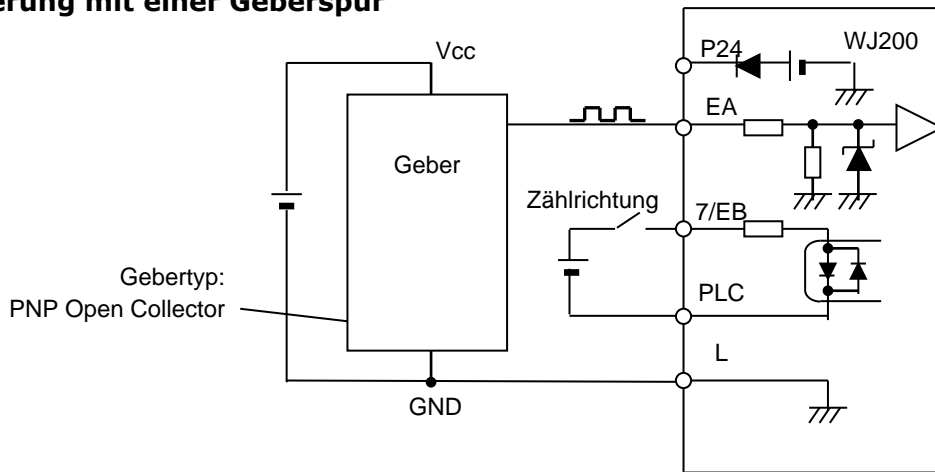 erung mit einer Geberspur
Vcc
P24
WJ200
EA
Geber
Zählrichtung
7/EB
Gebertyp:
PNP Open Collector
PLC
L
GND